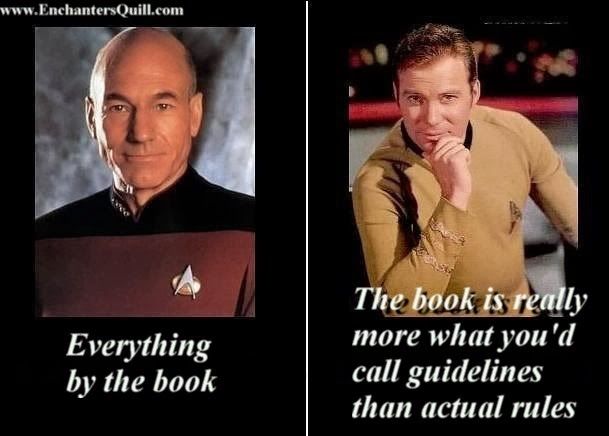 www.EnchantersQuill.com
Everything
by the book
The book is really
more what you'd
call guidelines
than actual rules